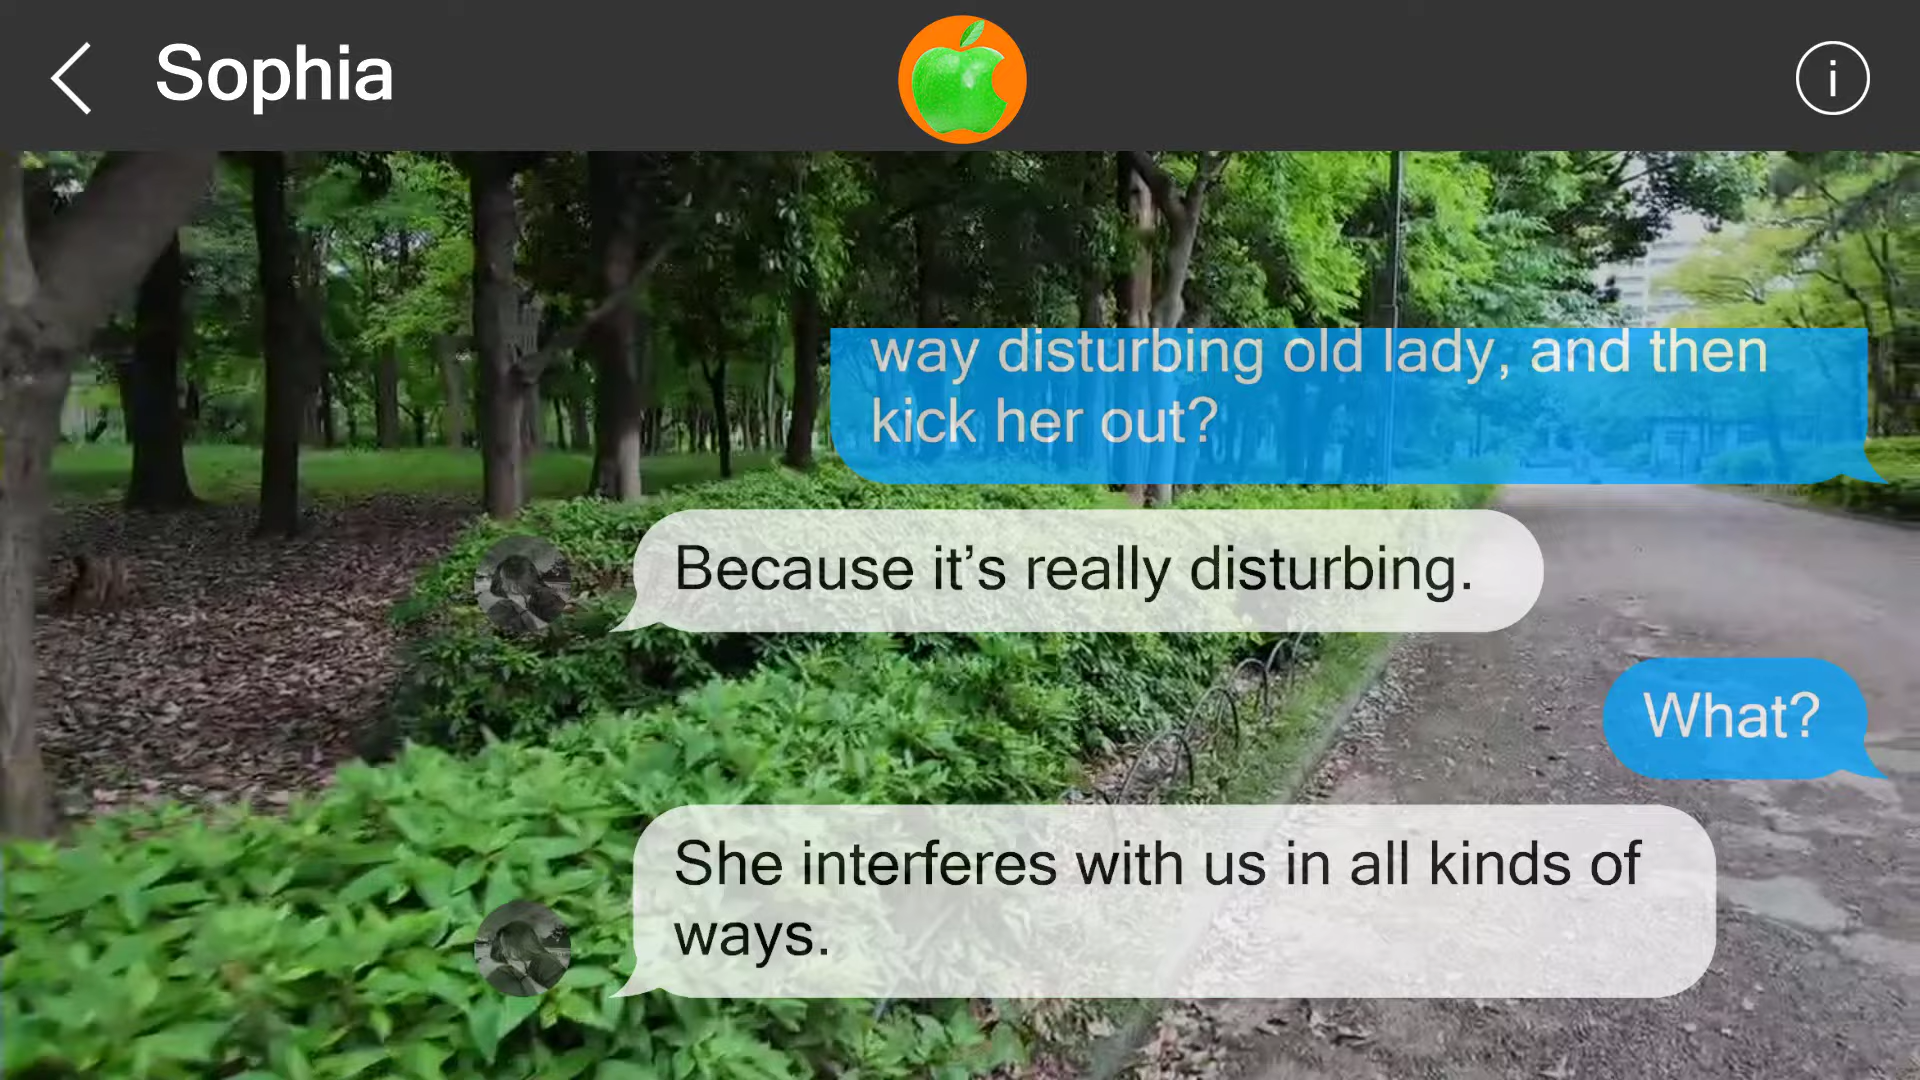 Sophia
way disturbing old lady, and then
kick her out?
Because it’s really disturbing.
What?
She interferes with us in all kinds of
ways.